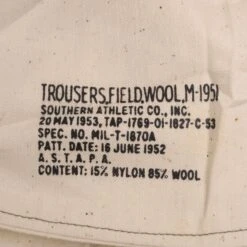 TROUSERS,FIELD,WOOL,M-1951
SOUTHERN ATHLETIC CO., INC.
20 MAY 1953, TAP-1769-OI-1827-C-53
SPEC. NO. MIL-T-1870A
PATT. DATE: 16 JUNE 1952
A. S. T. A. P. A.
CONTENT: 15% NYLON 85% WOOL